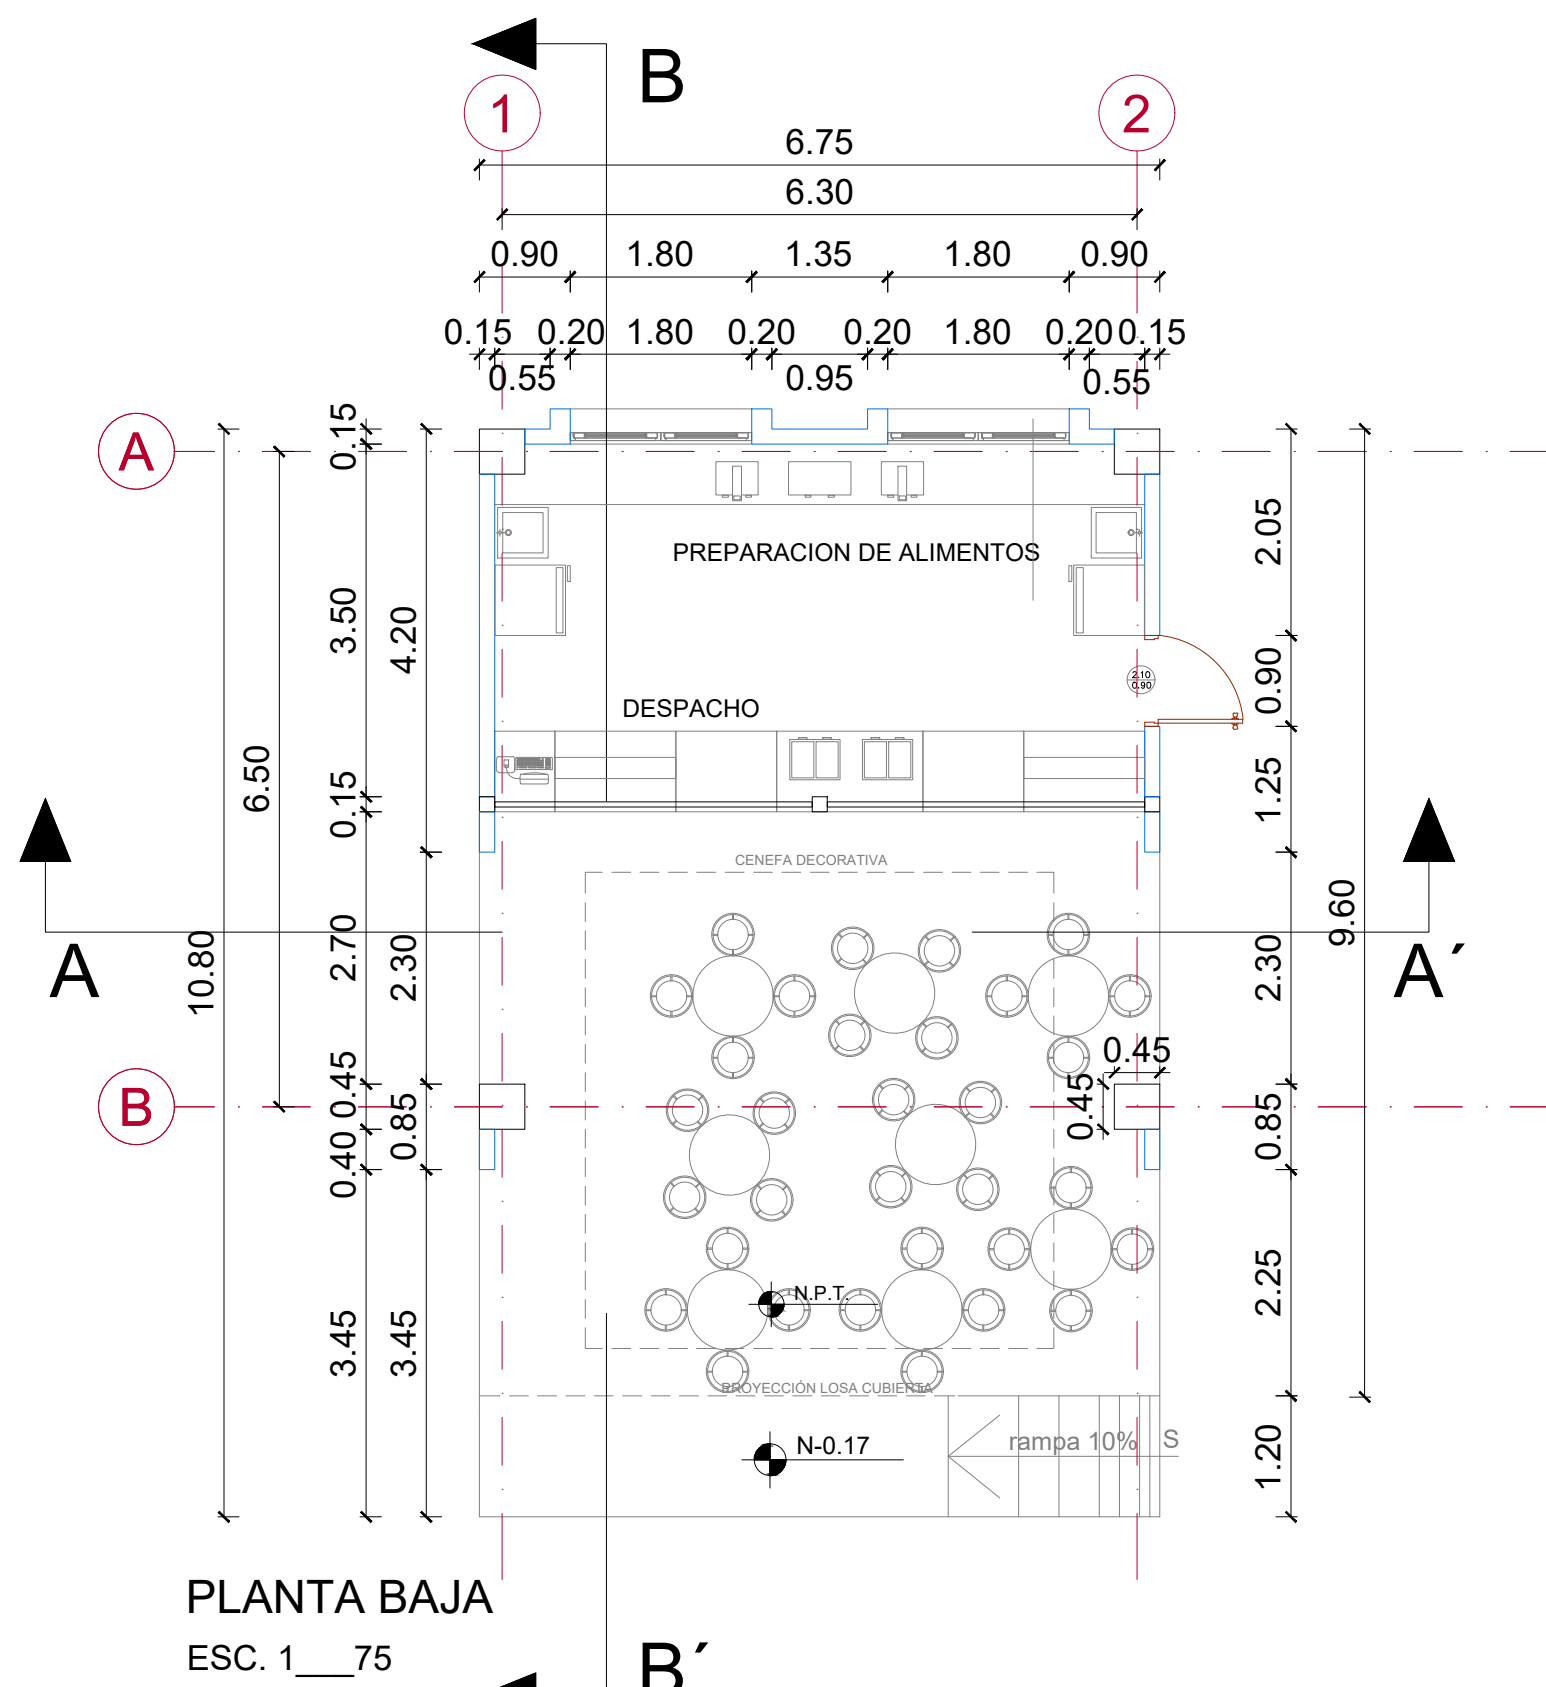 B
1
2
6.75
6.30
0.90 1.80 1.35 1.80 0.90
0.15 0.20 1.80 0.20 0.20 1.80 0.20 0.15
0.55 0.95 0.55
A
B
10.80
6.50
0.15
3.50
0.15
2.70
0.45
0.40
3.45
4.20
2.30
0.85
3.45
PREPARACION DE ALIMENTOS
DESPACHO
2.10
0.90
CENEFA DECORATIVA
A
A´
0.45
0.45
N.P.T.
PROYECCIÓN LOSA CUBIERTA
N-0.17
rampa 10% S
2.05
0.90
1.25
2.30
0.85
2.25
1.20
9.60
PLANTA BAJA
ESC. 1___75
B´